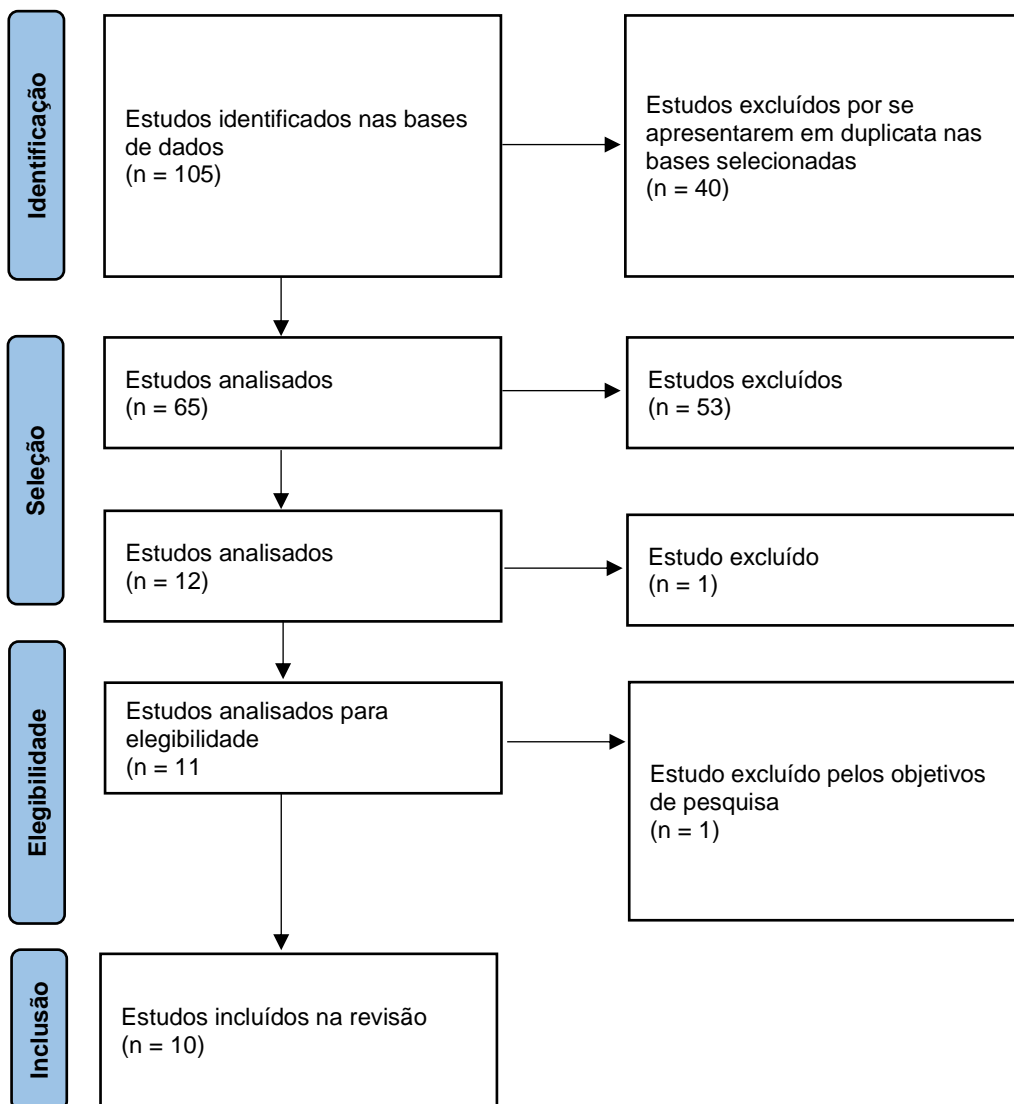 Identificação
Estudos identificados nas bases
de dados
(n = 105)
Estudos excluídos por se
apresentarem em duplicata nas
bases selecionadas
(n = 40)
Seleção
Estudos analisados
(n = 65)
Estudos excluídos
(n = 53)
Estudos analisados
(n = 12)
Estudo excluído
(n = 1)
Elegibilidade
Estudos analisados para
elegibilidade
(n = 11
Estudo excluído pelos objetivos
de pesquisa
(n = 1)
Inclusão
Estudos incluídos na revisão
(n = 10)